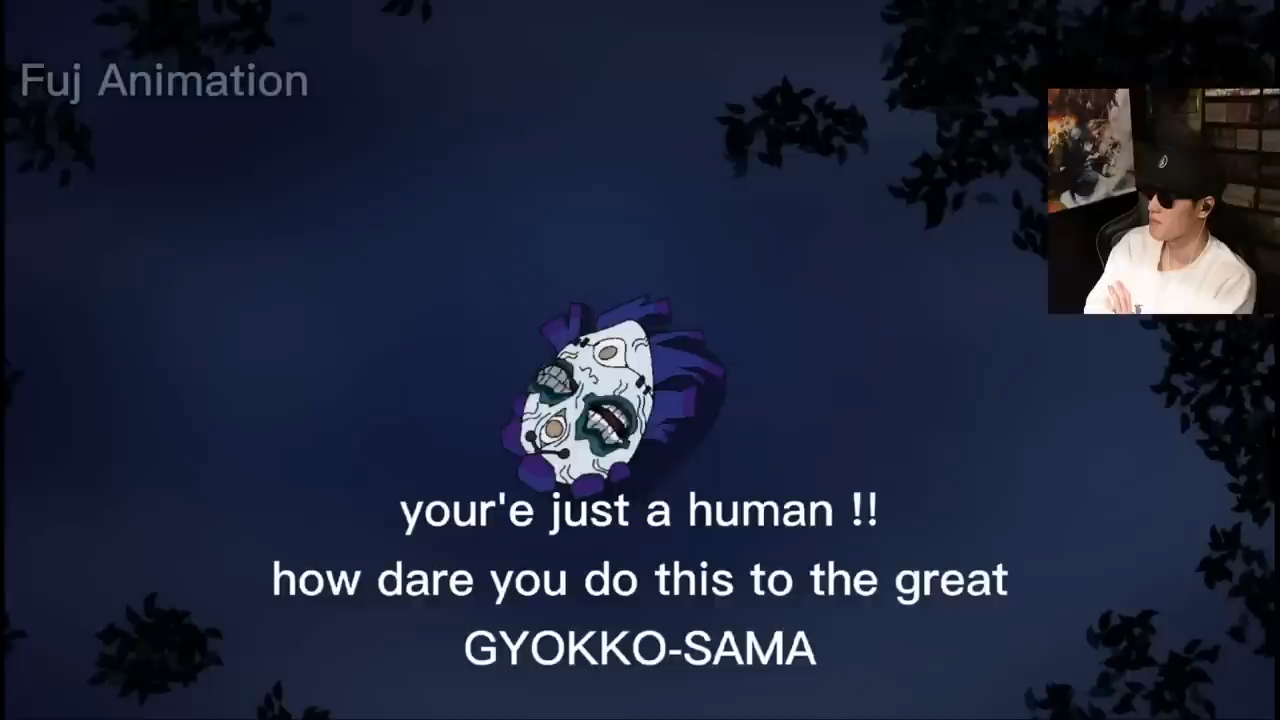 Fuj Animation
your'e just a human !!
how dare you do this to the great
GYOKKO-SAMA